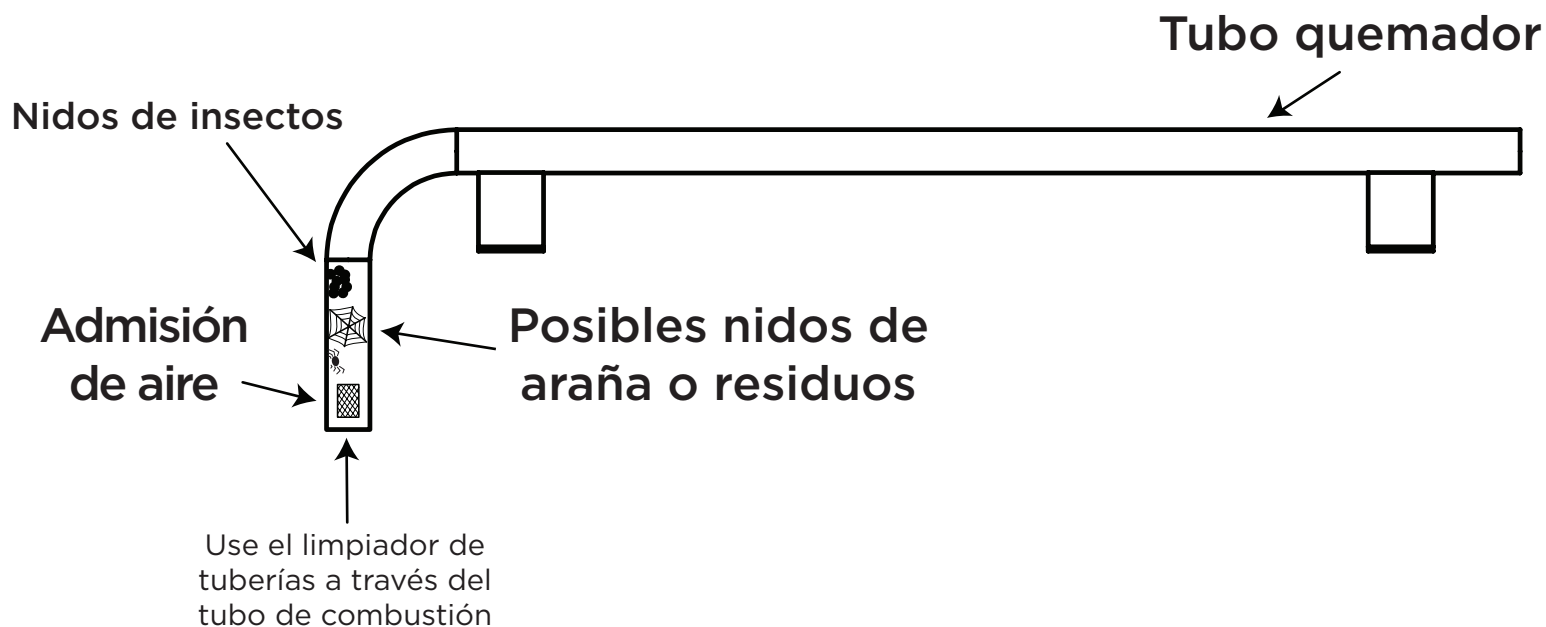 Tubo quemador
Nidos de insectos
Admisión
de aire
Posibles nidos de
araña o residuos
Use el limpiador de
tuberías a través del
tubo de combustión